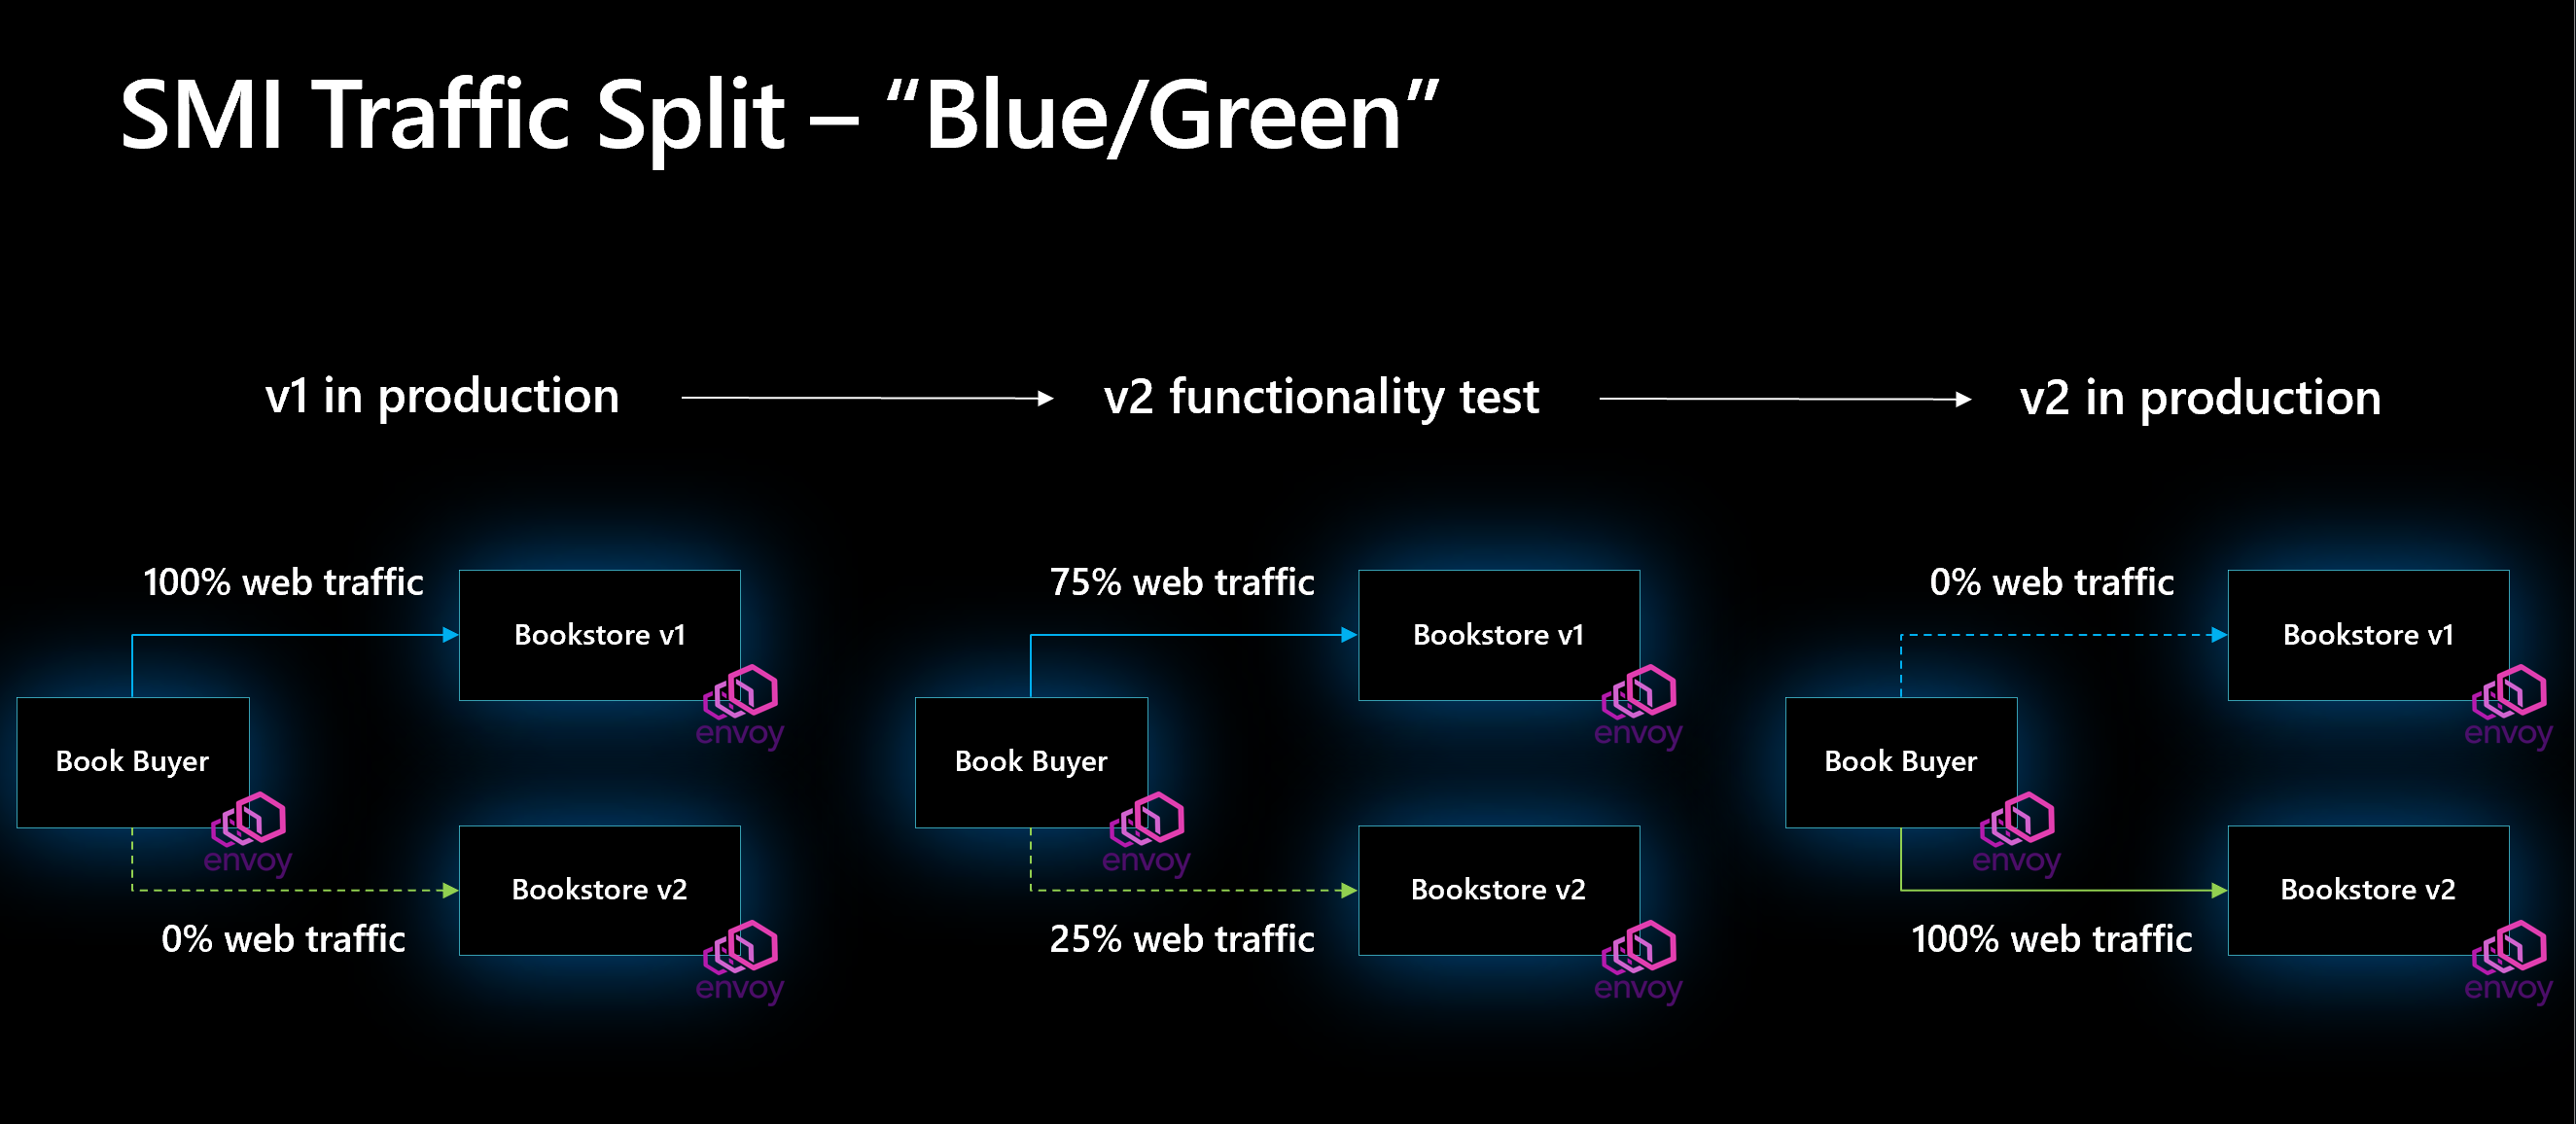 SMI Traffic Split – “Blue/Green”
v1 in production
v2 functionality test
v2 in production
100% web traffic
Bookstore v1
envoy
Book Buyer
envoy
Bookstore v2
envoy
0% web traffic
75% web traffic
Bookstore v1
envoy
Book Buyer
envoy
Bookstore v2
envoy
25% web traffic
0% web traffic
Bookstore v1
envoy
Book Buyer
envoy
Bookstore v2
envoy
100% web traffic